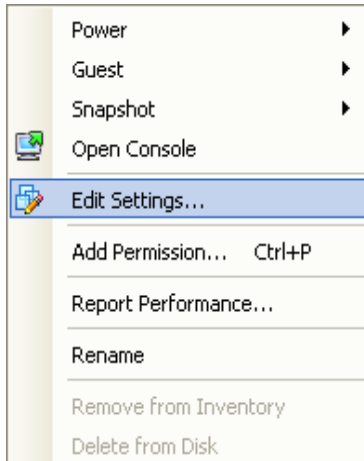 Power
Guest
Snapshot
Open Console
Edit Settings...
Add Permission... Ctrl+P
Report Performance...
Rename
Remove from Inventory
Delete from Disk